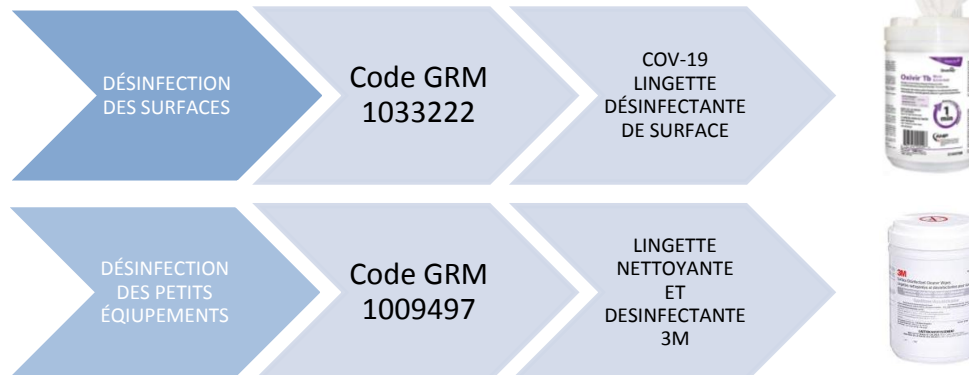 DÉSINFECTION
DES SURFACES
Code GRM
1033222
COV-19
LINGETTE
DÉSINFECTANTE
DE SURFACE
Oxivir Tb
1
DÉSINFECTION
DES PETITS
ÉQIUPEMENTS
Code GRM
1009497
LINGETTE
NETTOYANTE
ET
DESINFECTANTE
3M
3M